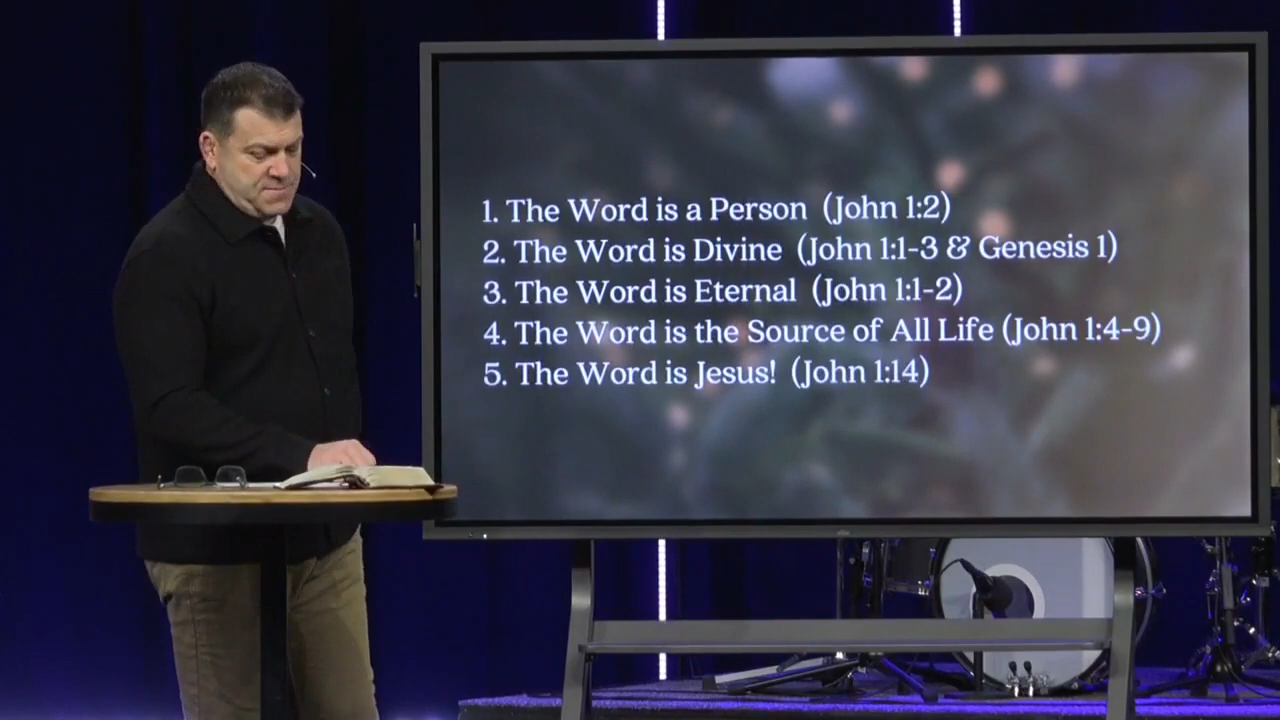 1. The Word is a Person (John 1:2)
2. The Word is Divine (John 1:1-3 & Genesis 1)
3. The Word is Eternal (John 1:1-2)
4. The Word is the Source of All Life (John 1:4-9)
5. The Word is Jesus! (John 1:14)